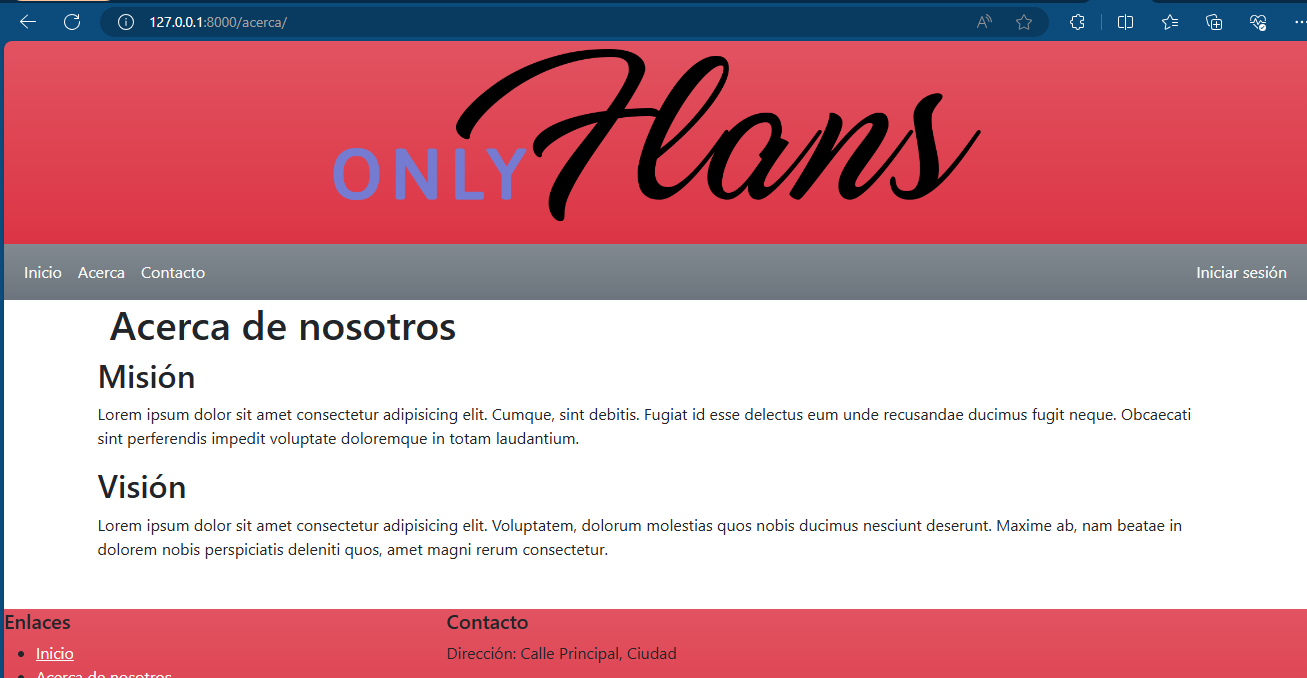 127.0.0.1:8000/acerca/
ONLY Flans
Inicio Acerca Contacto Iniciar sesión
Acerca de nosotros
Misión
Lorem ipsum dolor sit amet consectetur adipisicing elit. Cumque, sint debitis. Fugiat id esse delectus eum unde recusandae ducimus fugit neque. Obcaecati
sint perferendis impedit voluptate doloremque in totam laudantium.
Visión
Lorem ipsum dolor sit amet consectetur adipisicing elit. Voluptatem, dolorum molestias quos nobis ducimus nesciunt deserunt. Maxime ab, nam beatae in
dolorem nobis perspiciatis deleniti quos, amet magni rerum consectetur.
Enlaces
Inicio
Acerca de nosotros
Contacto
Dirección: Calle Principal, Ciudad